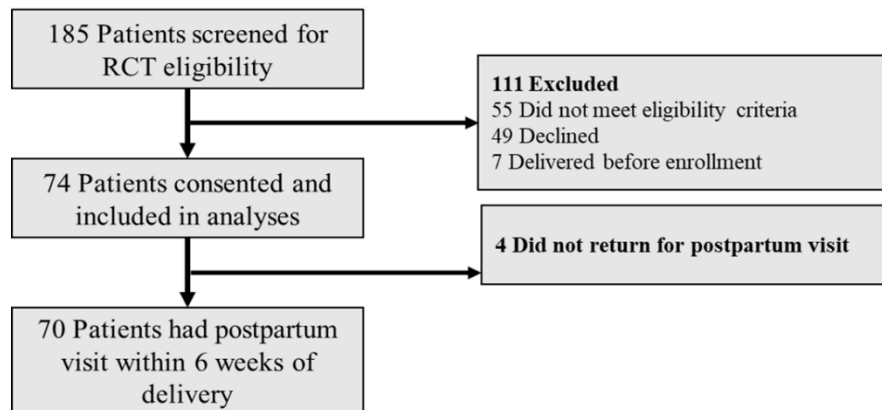 185 Patients screened for
RCT eligibility
111 Excluded
55 Did not meet eligibility criteria
49 Declined
7 Delivered before enrollment
74 Patients consented and
included in analyses
4 Did not return for postpartum visit
70 Patients had postpartum
visit within 6 weeks of
delivery